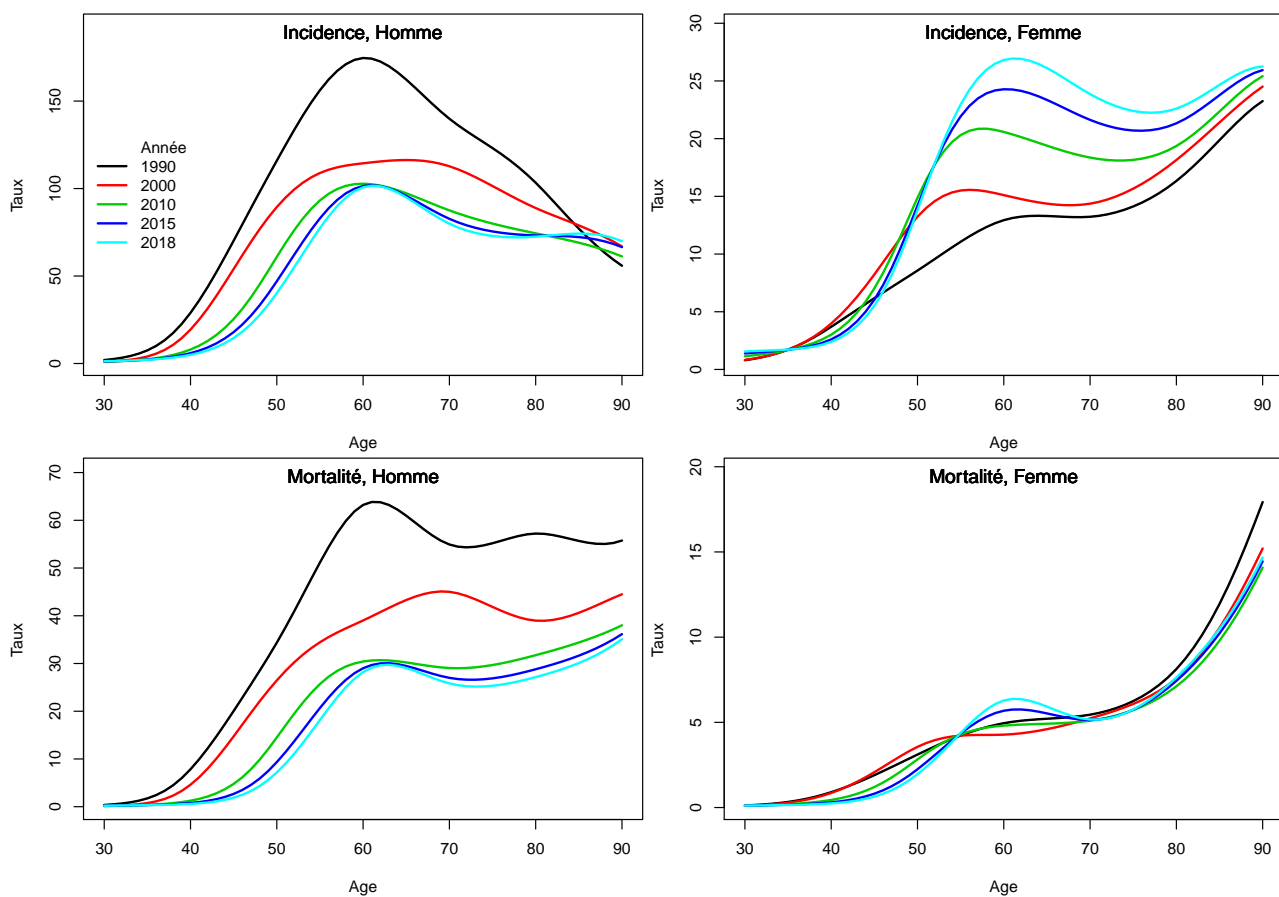 Incidence, Homme
Taux
0
50
100
150
Année
1990
2000
2010
2015
2018
30 40 50 60 70 80 90
Age
Incidence, Femme
Taux
0
5
10
15
20
25
30
30 40 50 60 70 80 90
Age
Mortalité, Homme
Taux
0
10
20
30
40
50
60
70
30 40 50 60 70 80 90
Age
Mortalité, Femme
Taux
0
5
10
15
20
30 40 50 60 70 80 90
Age